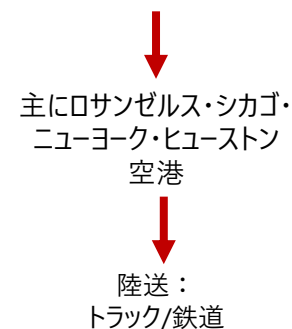 主にロサンゼルス・シカゴ・
ニューヨーク・ヒューストン
空港
陸送：
トラック/鉄道